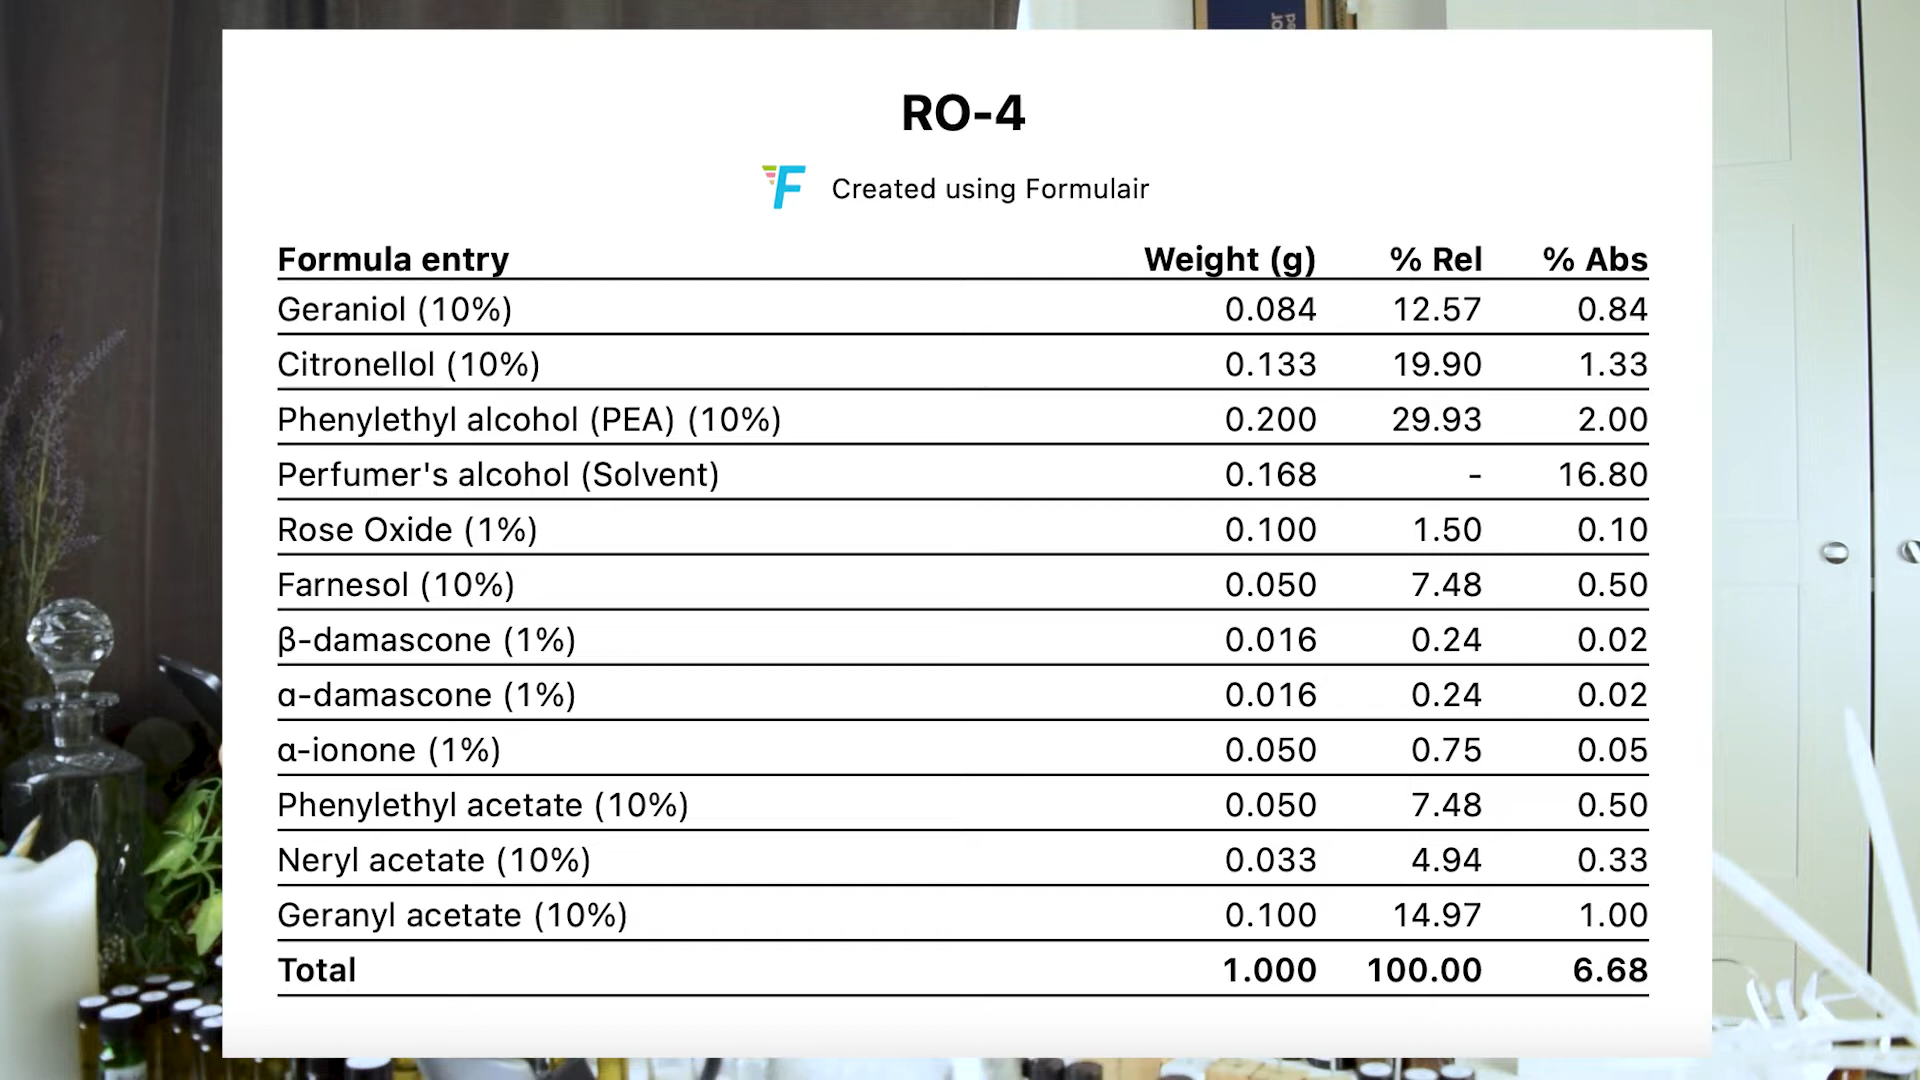 RO-4
F Created using Formulair
Formula entry Weight (g) % Rel % Abs
Geraniol (10%) 0.084 12.57 0.84
Citronellol (10%) 0.133 19.90 1.33
Phenylethyl alcohol (PEA) (10%) 0.200 29.93 2.00
Perfumer's alcohol (Solvent) 0.168 - 16.80
Rose Oxide (1%) 0.100 1.50 0.10
Farnesol (10%) 0.050 7.48 0.50
β-damascone (1%) 0.016 0.24 0.02
α-damascone (1%) 0.016 0.24 0.02
α-ionone (1%) 0.050 0.75 0.05
Phenylethyl acetate (10%) 0.050 7.48 0.50
Neryl acetate (10%) 0.033 4.94 0.33
Geranyl acetate (10%) 0.100 14.97 1.00
Total 1.000 100.00 6.68